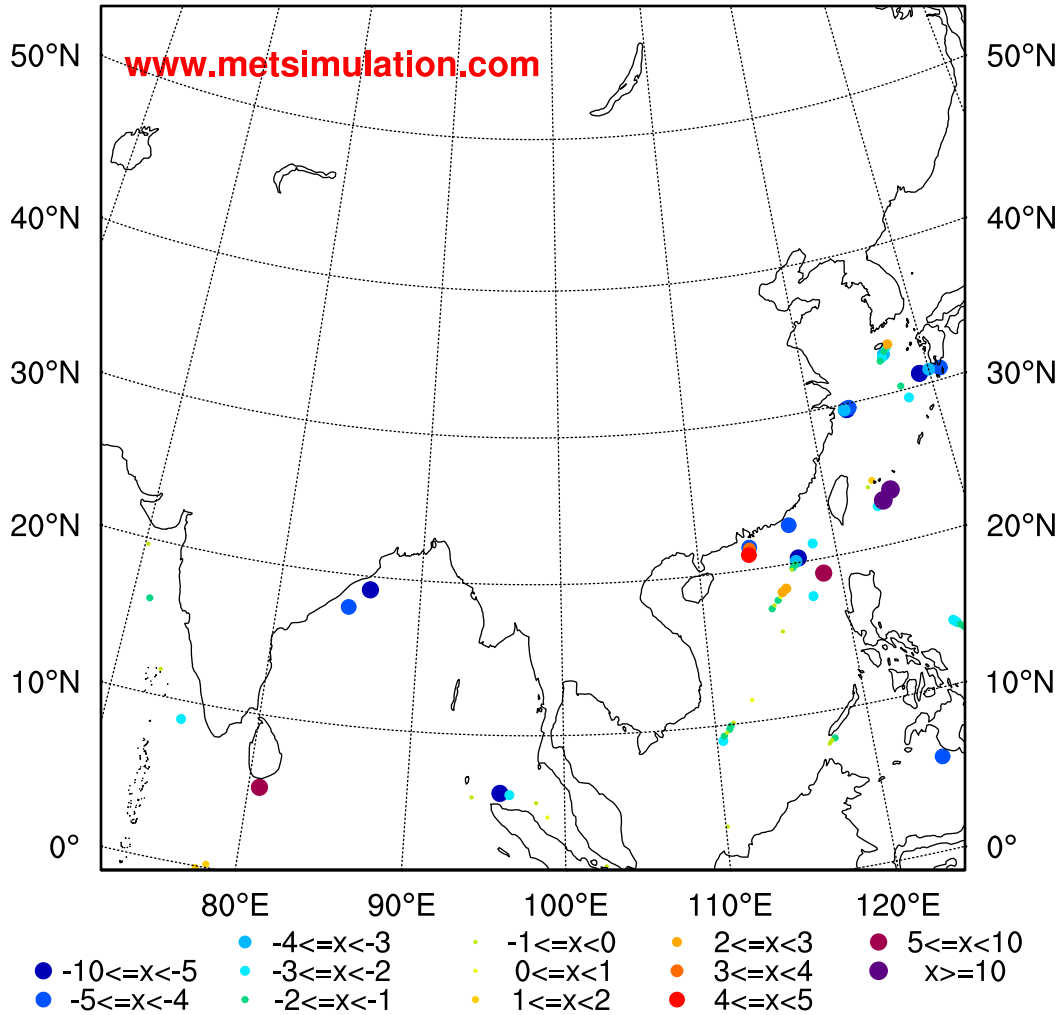 www.metsimulation.com
50°N 50°N
40°N 40°N
30°N 30°N
20°N 20°N
10°N 10°N
0° 0°
80°E 90°E 100°E 110°E 120°E
-4<=x<-3 -1<=x<0 2<=x<3 5<=x<10
-10<=x<-5 -3<=x<-2 0<=x<1 3<=x<4 x>=10
-5<=x<-4 -2<=x<-1 1<=x<2 4<=x<5